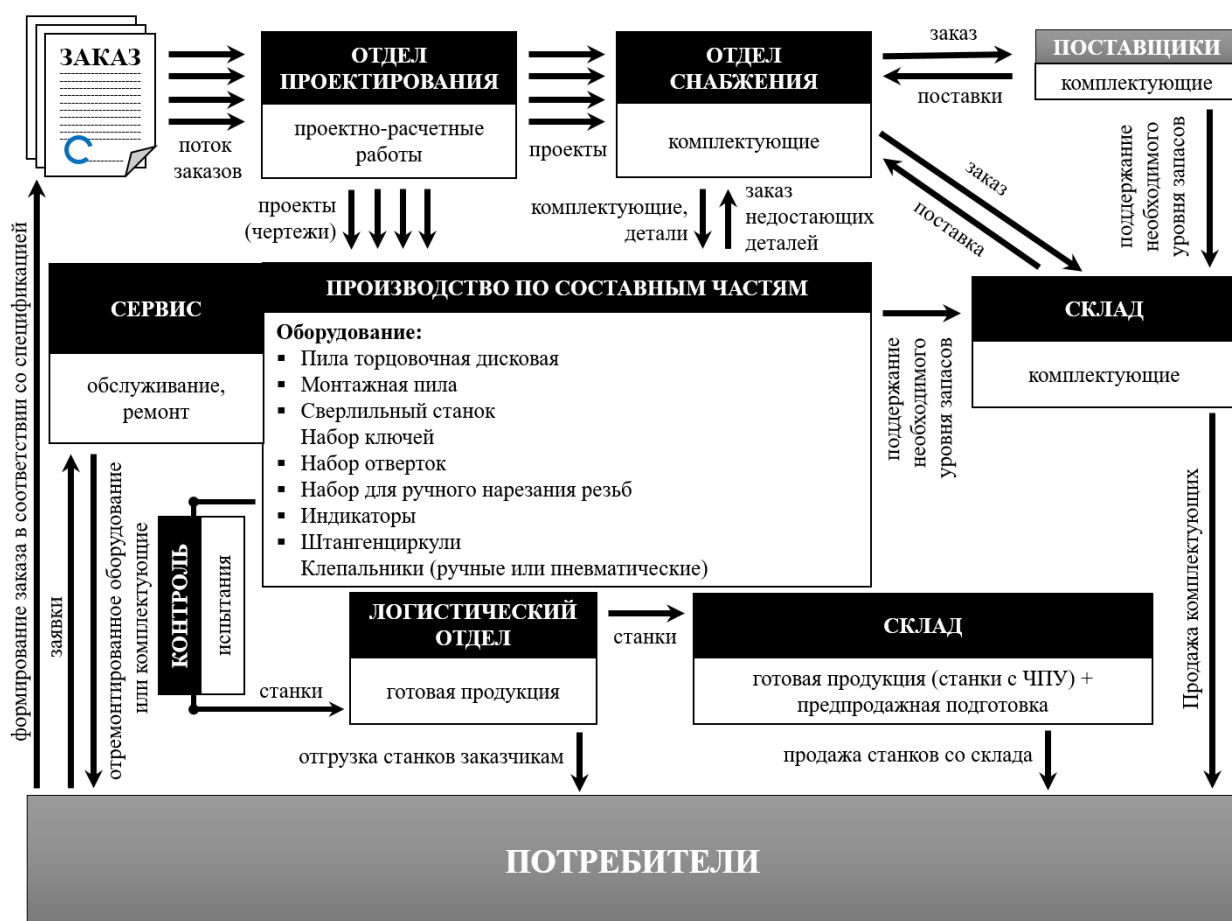 ЗАКАЗ
поток
заказов
ОТДЕЛ
ПРОЕКТИРОВАНИЯ
проектно-расчетные
работы
проекты
ОТДЕЛ
СНАБЖЕНИЯ
комплектующие
заказ
поставки
ПОСТАВЩИКИ
комплектующие
проекты
(чертежи)
комплектующие,
детали
заказ
недостающих
деталей
заказ
поставка
поддержание
необходимого
уровня запасов
формирование заказа в соответствии со спецификацией
СЕРВИС
обслуживание,
ремонт
ПРОИЗВОДСТВО ПО СОСТАВНЫМ ЧАСТЯМ
Оборудование:
▪ Пила торцовочная дисковая
▪ Монтажная пила
▪ Сверлильный станок
Набор ключей
▪ Набор отверток
▪ Набор для ручного нарезания резьб
▪ Индикаторы
▪ Штангенциркули
Клепальники (ручные или пневматические)
поддержание
необходимого
уровня запасов
СКЛАД
комплектующие
заявки
отремонтированное оборудование
или комплектующие
КОНТРОЛЬ
испытания
станки
ЛОГИСТИЧЕСКИЙ
ОТДЕЛ
готовая продукция
станки
СКЛАД
готовая продукция (станки с ЧПУ) +
предпродажная подготовка
Продажа комплектующих
отгрузка станков заказчикам
продажа станков со склада
ПОТРЕБИТЕЛИ